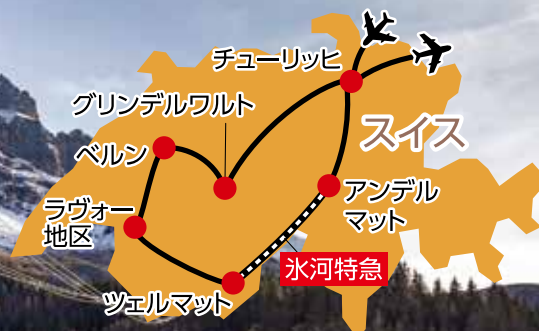 チューリッヒ
グリンデルワルト
スイス
ベルン
アンデル
マット
ラヴォー
地区
氷河特急
ツェルマット